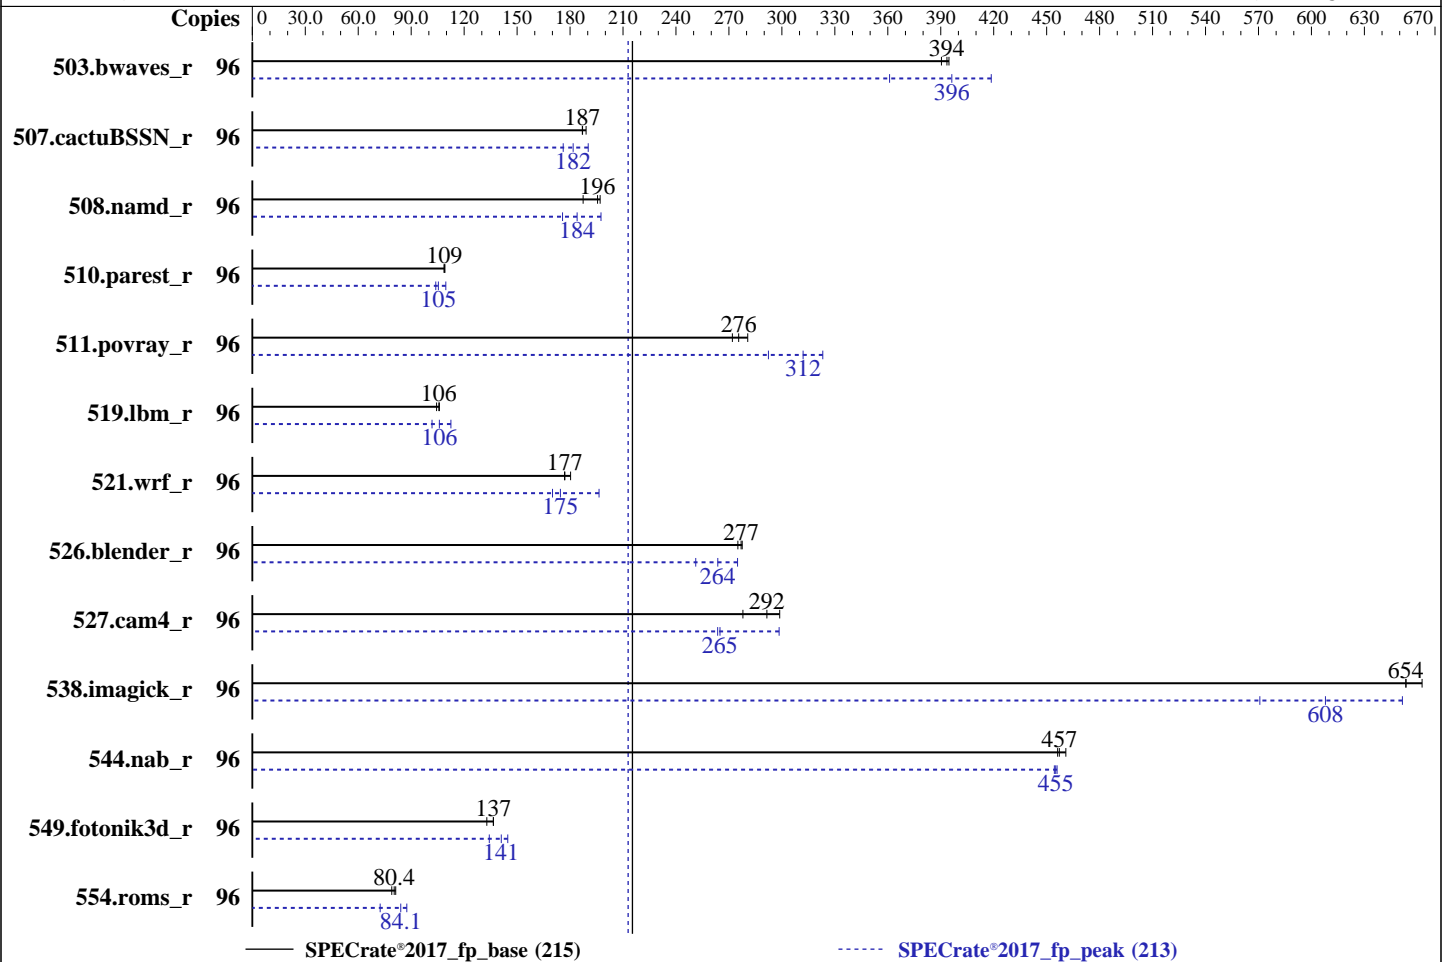 Copies 0 30.0 60.0 90.0 120 150 180 210 240 270 300 330 360 390 420 450 480 510 540 570 600 630 670
394
503.bwaves_r 96
396
187
507.cactuBSSN_r 96
182
196
508.namd_r 96
184
109
510.parest_r 96
105
276
511.povray_r 96
312
106
519.lbm_r 96
106
177
521.wrf_r 96
175
277
526.blender_r 96
264
292
527.cam4_r 96
265
654
538.imagick_r 96
608
457
544.nab_r 96
455
137
549.fotonik3d_r 96
141
80.4
554.roms_r 96
84.1
SPECrate®2017_fp_base (215) SPECrate®2017_fp_peak (213)